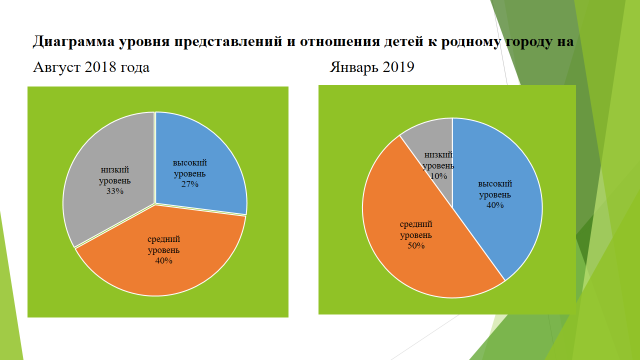 Диаграмма уровня представлений и отношения детей к родному городу на
Август 2018 года
Январь 2019
высокий
уровень
27%
низкий
уровень
33%
средний
уровень
40%
низкий
уровень
10%
высокий
уровень
40%
средний
уровень
50%